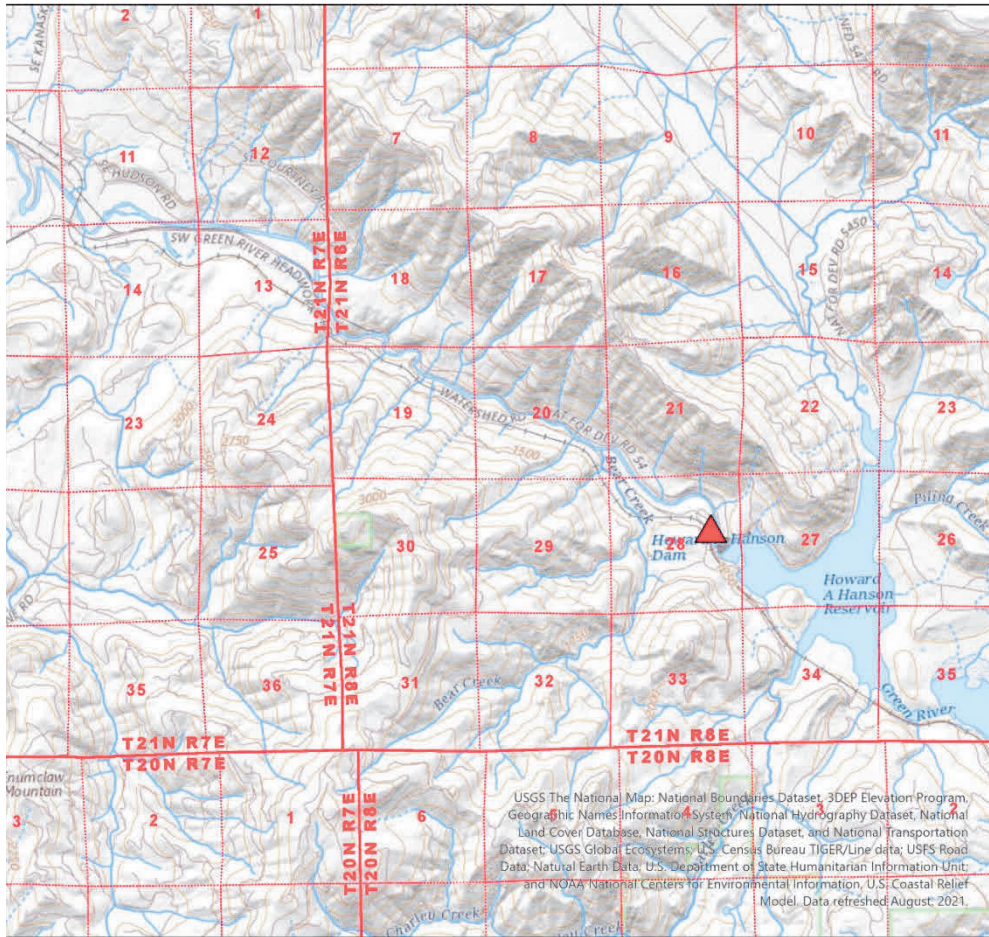 2
1
SE KANASK
NFD 54
RD
7
8
9
10
11
11
12
SE HUDSON RD
SE COURTNEY RD
SW GREEN RIVER HEADWO
T21N R7E
T21N R8E
14
13
18
17
16
15
14
NAT FOR DEV RD 5450
23
24
19
20
21
22
23
WATERSHED RD
NAT FOR DEV RD 54
2750
1500
3000
Bear Creek
Pilina Creek
25
30
29
28
27
26
Howard
Hanson
Dam
Howard
A Hanson
Reservoir
T21N R7E
T21N R8E
35
36
31
32
33
34
35
Bear Creek
Green River
T21N R7E
T20N R7E
T21N R8E
T20N R8E
numclaw
Mountain
3
2
1
6
5
4
3
2
T20N R7E
T20N R8E
USGS The National Map: National Boundaries Dataset, 3DEP Elevation Program,
Geographic Names Information System, National Hydrography Dataset, National
Land Cover Database, National Structures Dataset, and National Transportation
Dataset; USGS Global Ecosystems; U.S. Census Bureau TIGER/Line data; USFS Road
Data; Natural Earth Data; U.S. Department of State Humanitarian Information Unit;
and NOAA National Centers for Environmental Information, U.S. Coastal Relief
Model. Data refreshed August, 2021.
Charley Creek
Creek